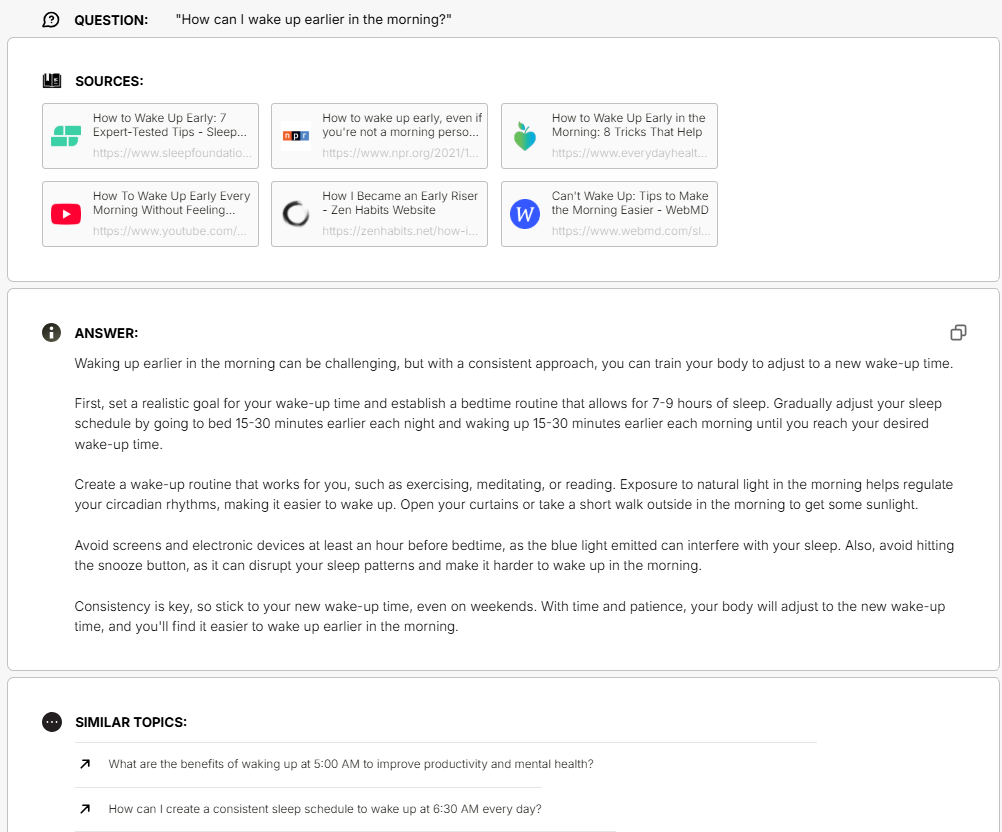 QUESTION: "How can I wake up earlier in the morning?"
SOURCES:
How to Wake Up Early: 7
Expert-Tested Tips - Sleep...
https://www.sleepfoundatio...
npr
How to wake up early, even if
you're not a morning perso...
https://www.npr.org/2021/1...
How to Wake Up Early in the
Morning: 8 Tricks That Help
https://www.everydayhealt...
How To Wake Up Early Every
Morning Without Feeling...
https://www.youtube.com/...
How I Became an Early Riser
- Zen Habits Website
https://zenhabits.net/how-i...
W
Can't Wake Up: Tips to Make
the Morning Easier - WebMD
https://www.webmd.com/sl...
ANSWER:
Waking up earlier in the morning can be challenging, but with a consistent approach, you can train your body to adjust to a new wake-up time.
First, set a realistic goal for your wake-up time and establish a bedtime routine that allows for 7-9 hours of sleep. Gradually adjust your sleep
schedule by going to bed 15-30 minutes earlier each night and waking up 15-30 minutes earlier each morning until you reach your desired
wake-up time.
Create a wake-up routine that works for you, such as exercising, meditating, or reading. Exposure to natural light in the morning helps regulate
your circadian rhythms, making it easier to wake up. Open your curtains or take a short walk outside in the morning to get some sunlight.
Avoid screens and electronic devices at least an hour before bedtime, as the blue light emitted can interfere with your sleep. Also, avoid hitting
the snooze button, as it can disrupt your sleep patterns and make it harder to wake up in the morning.
Consistency is key, so stick to your new wake-up time, even on weekends. With time and patience, your body will adjust to the new wake-up
time, and you'll find it easier to wake up earlier in the morning.
SIMILAR TOPICS:
What are the benefits of waking up at 5:00 AM to improve productivity and mental health?
How can I create a consistent sleep schedule to wake up at 6:30 AM every day?